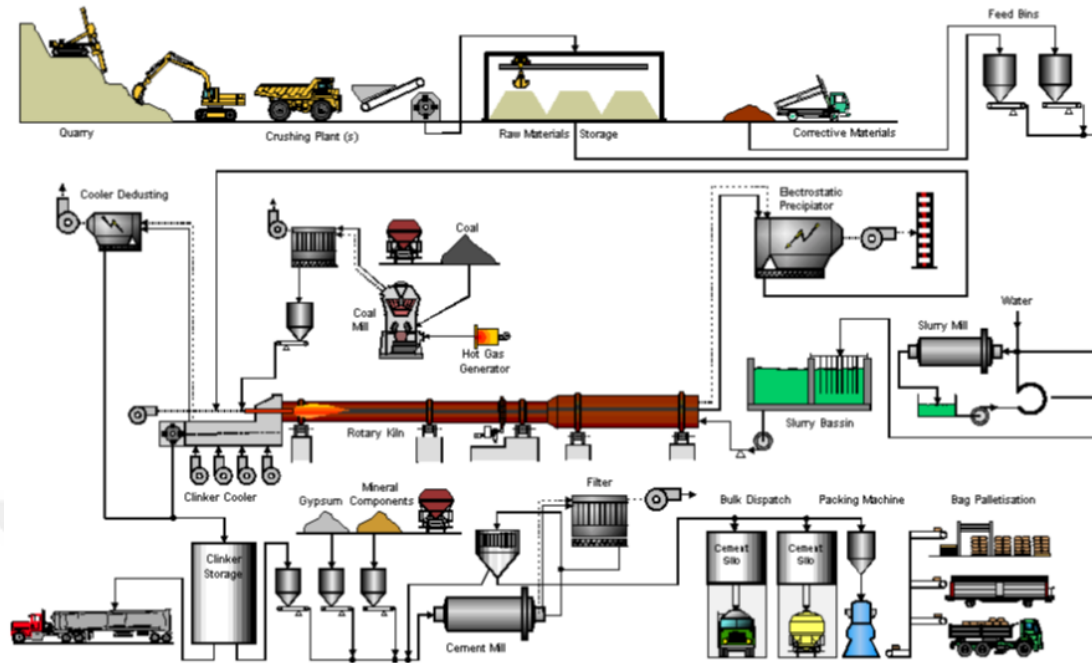 Feed Bins
Quarry
Crushing Plant (s)
Raw Materials Storage
Corrective Materials
Cooler Dedusting
Coal
Electrostatic
Precipiator
Coal
Mill
Hot Gas
Generator
Water
Slurry Mill
Rotary Kiln
Slurry Bassin
Clinker Cooler
Gypsum
Mineral
Components
Filter
Bulk Dispatch
Packing Machine
Bag Palletisation
Clinker
Storage
Cement
Silo
Cement
Silo
Cement Mill